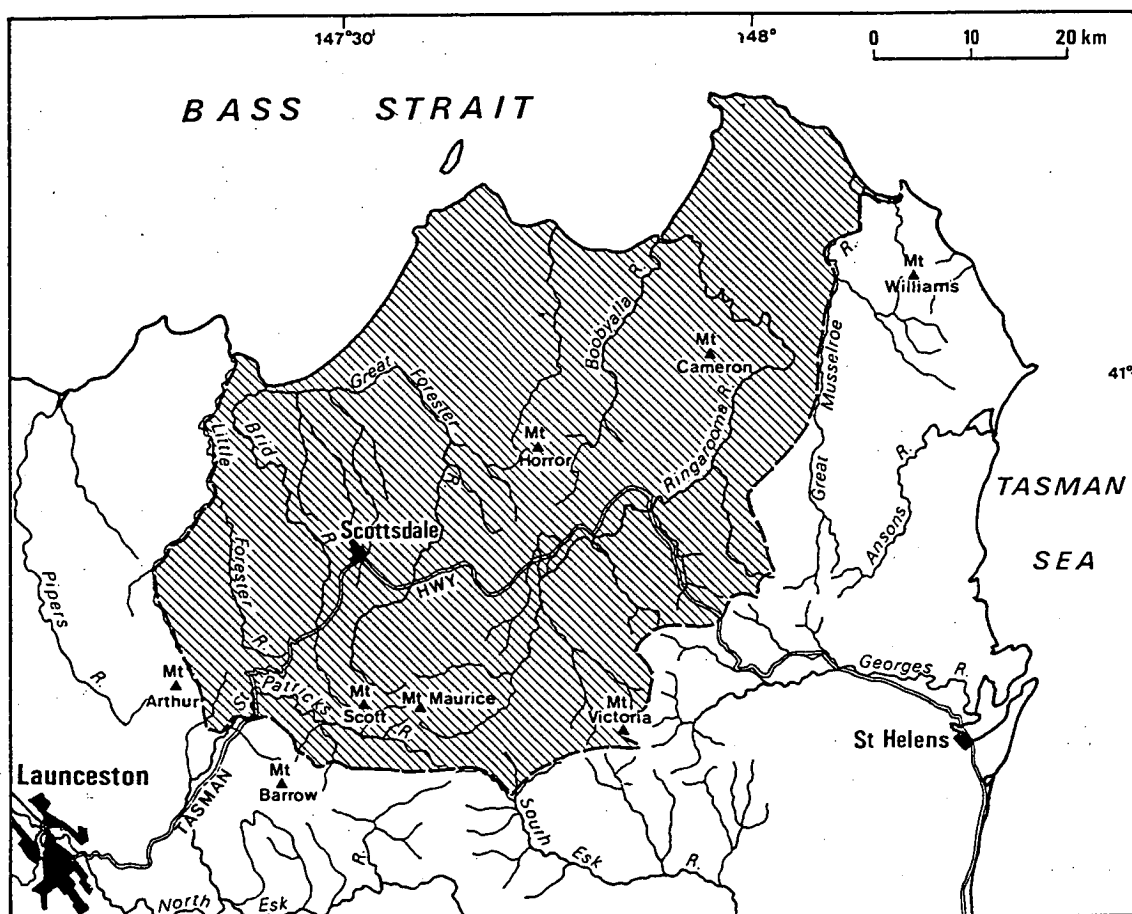 147°30'
148°
0 10 20 km
BASS STRAIT
Mt
Williams
R.
Boobyalla
R.
Mt
Cameron
Great
Musselroe
41°
Great
Forester
R.
Ringarooma R.
Little
Brid
R.
Mt
Horror
Ansons
R.
TASMAN
SEA
Scottsdale
Forester
R.
HWY
Pipers
R.
Mt
Arthur
St.
Patricks
R.
Mt
Scott
Mt Maurice
Mt
Victoria
Georges
R.
St Helens
Launceston
TASMAN
Mt
Barrow
South
Esk
R.
North
Esk
R.